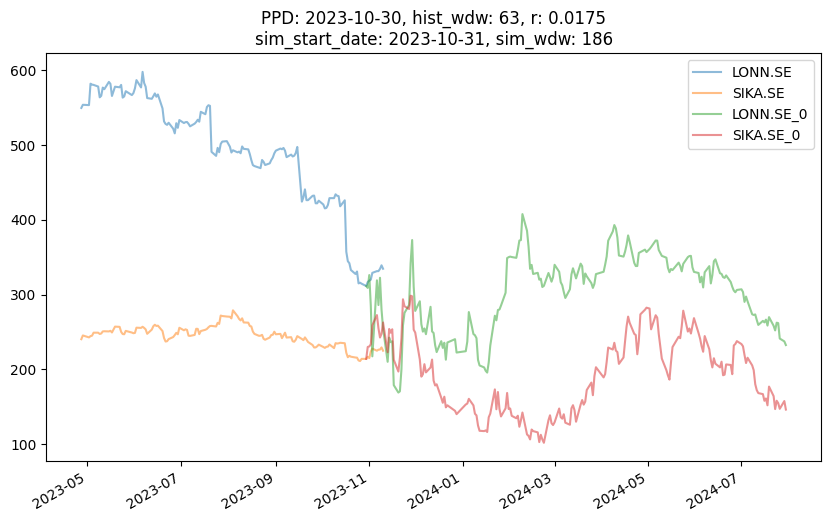 PPD: 2023-10-30, hist_wdw: 63, r: 0.0175
sim_start_date: 2023-10-31, sim_wdw: 186
LONN.SE
SIKA.SE
LONN.SE_0
SIKA.SE_0
600
500
400
300
200
100
2023-05
2023-07
2023-09
2023-11
2024-01
2024-03
2024-05
2024-07